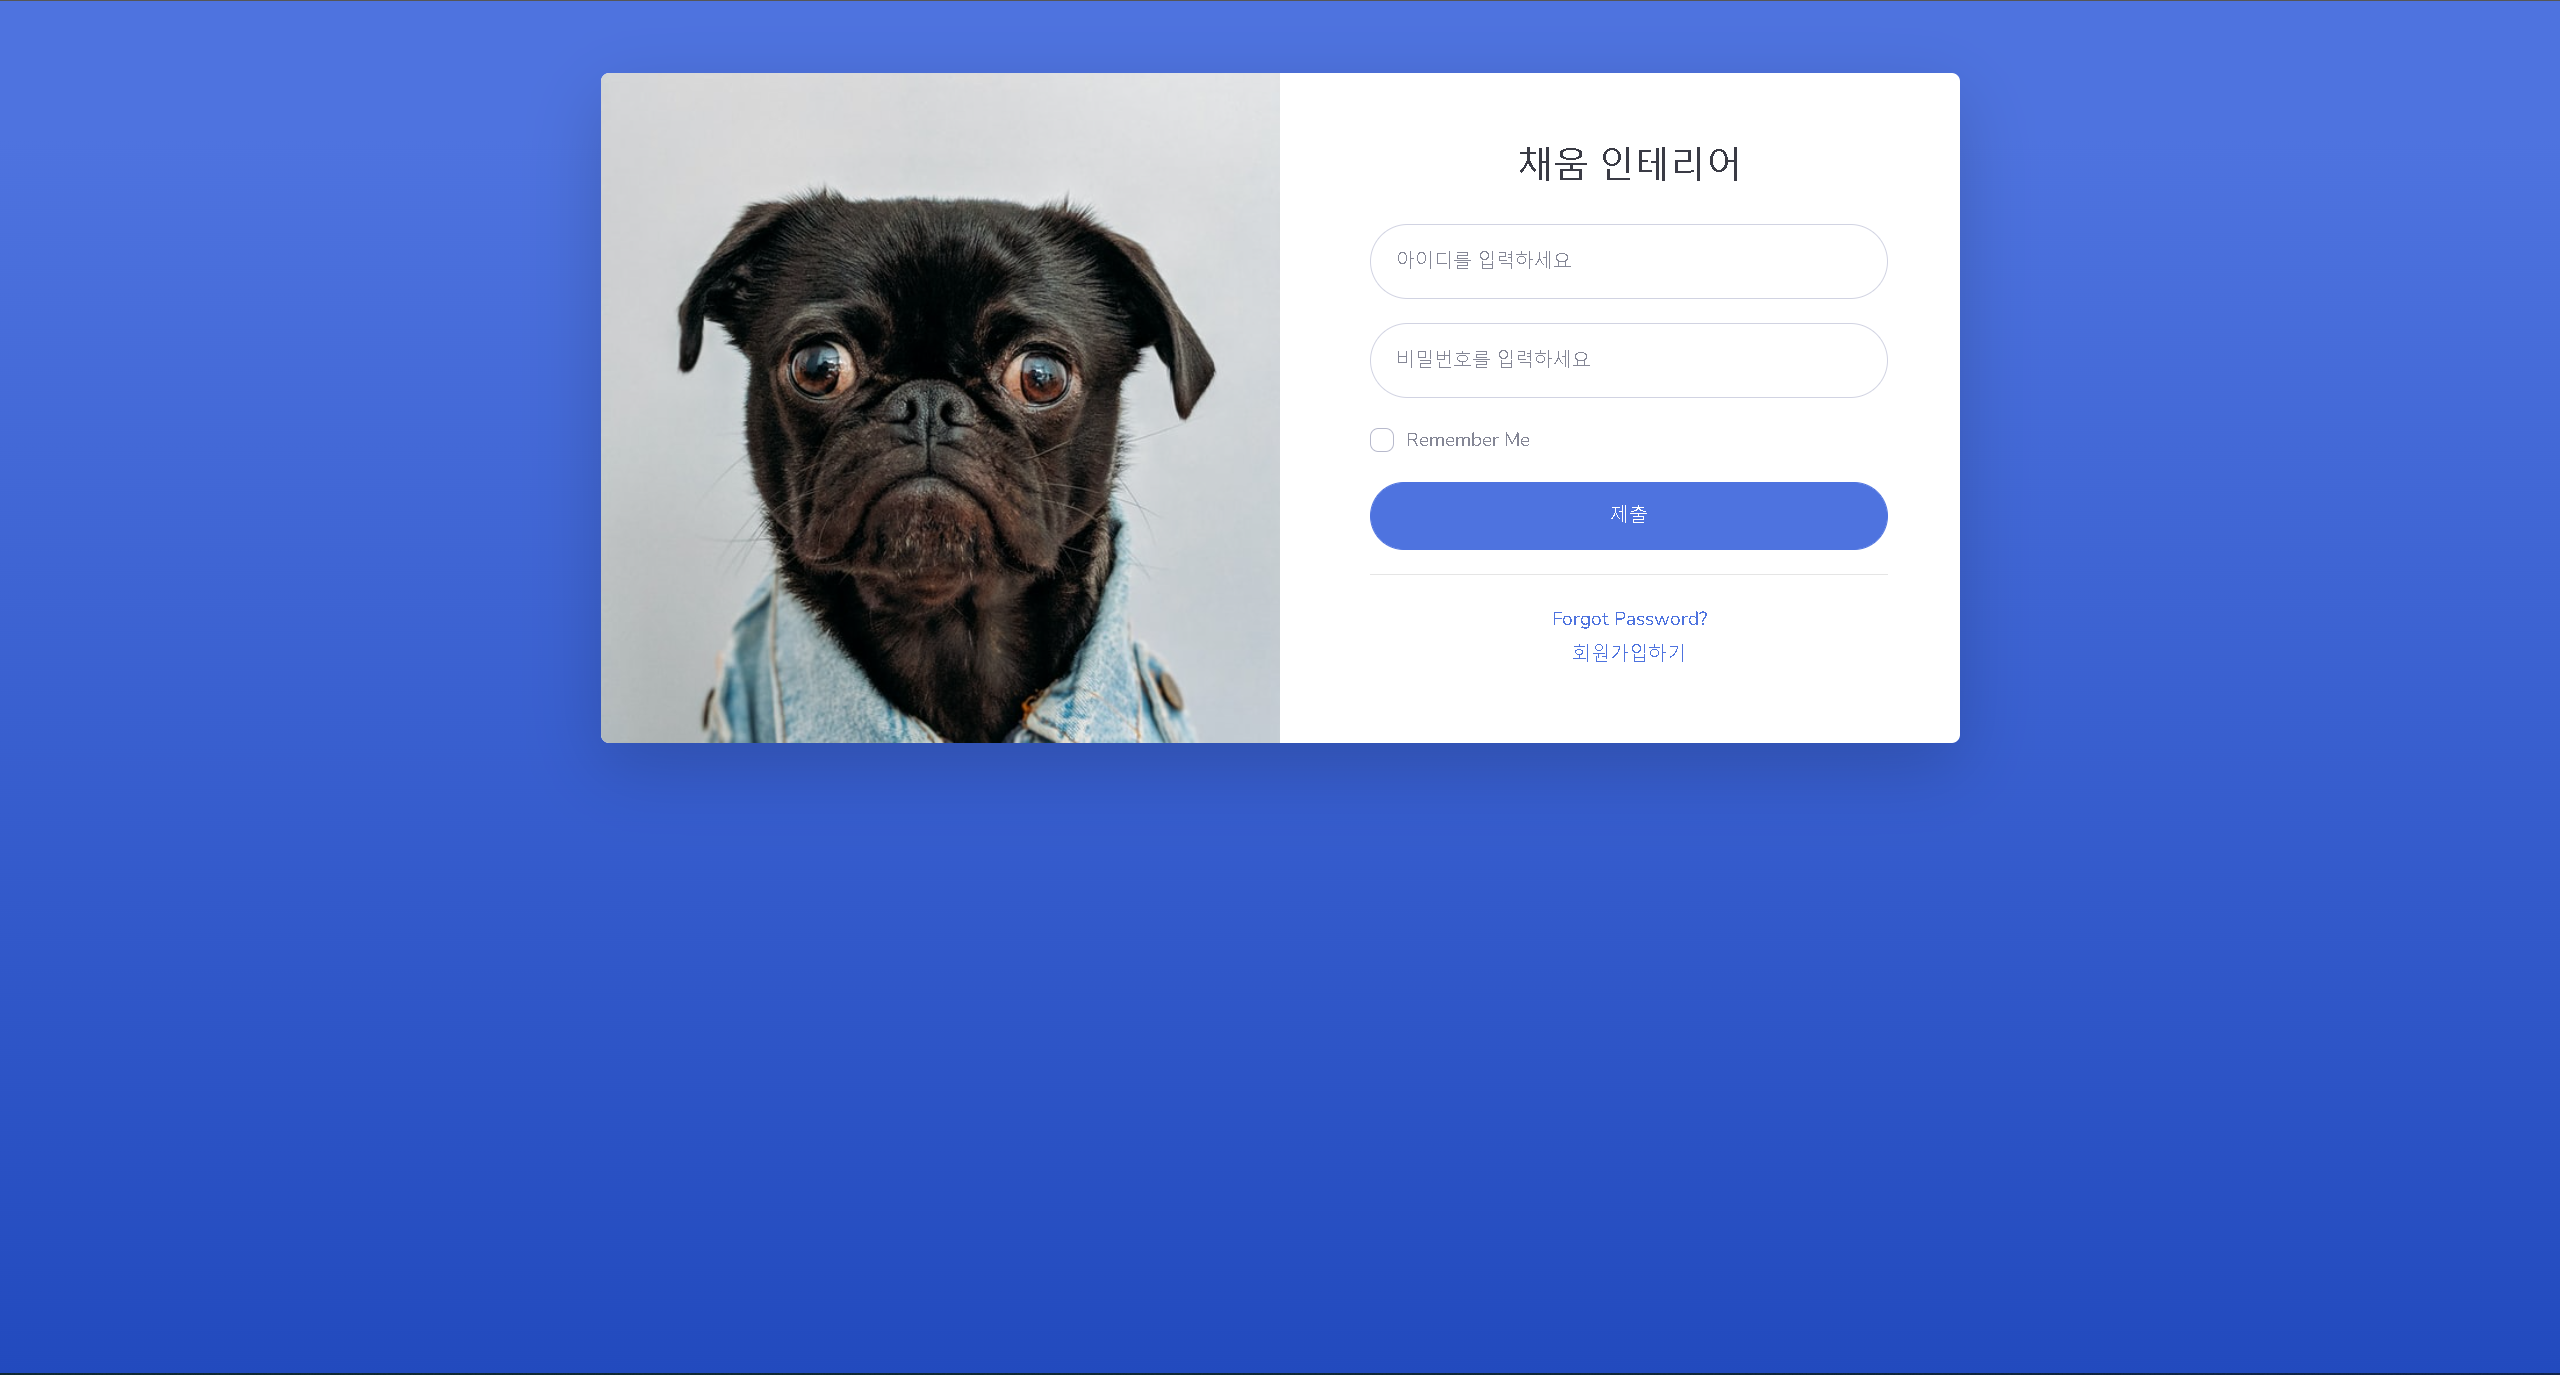 채움 인테리어
아이디를 입력하세요
비밀번호를 입력하세요
Remember Me
제출
Forgot Password?
회원가입하기